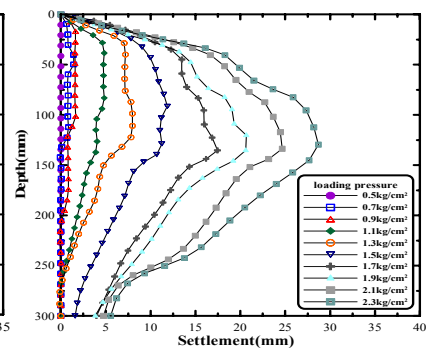 0
50
100
150
200
250
300
Depth(mm)
loading pressure
0.5kg/cm²
0.7kg/cm²
0.9kg/cm²
1.1kg/cm²
1.3kg/cm²
1.5kg/cm²
1.7kg/cm²
1.9kg/cm²
2.1kg/cm²
2.3kg/cm²
35 0 5 10 15 20 25 30 35 40
Settlement(mm)